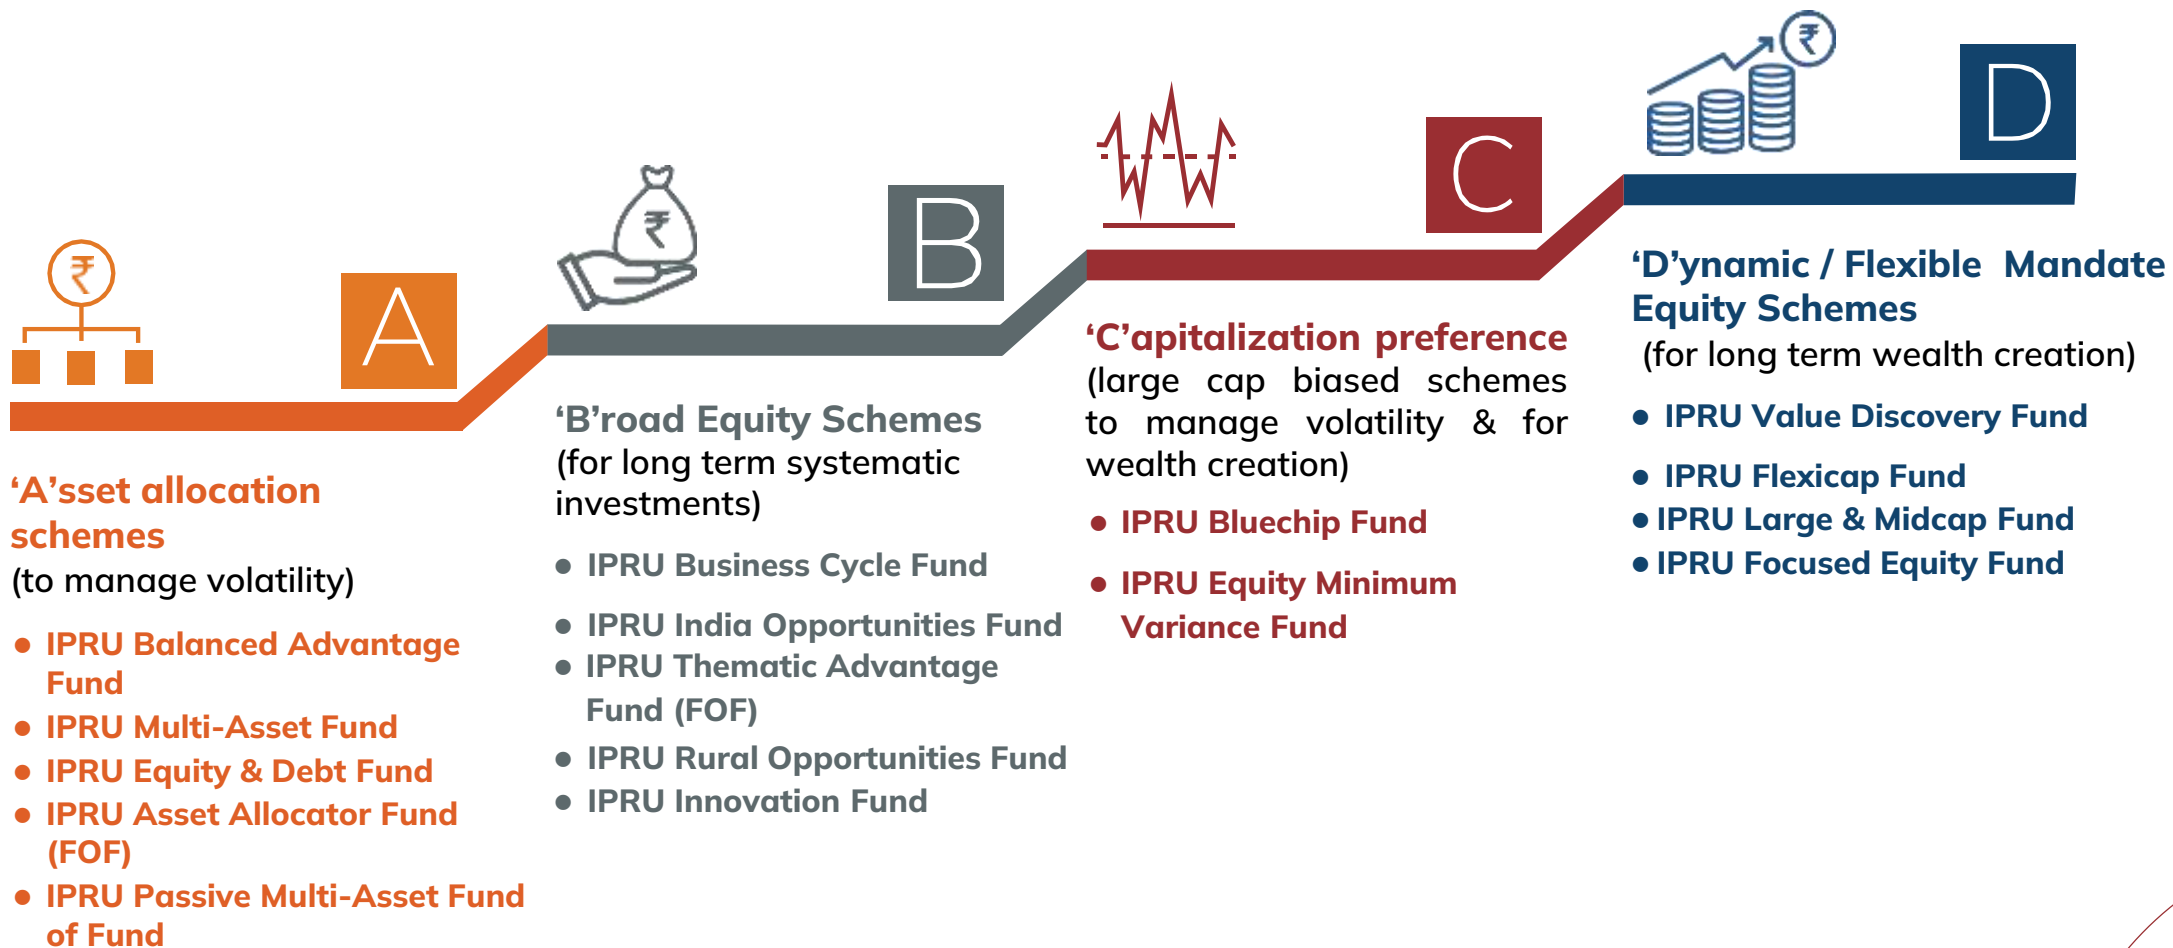 ₹
A
‘A’sset allocation
schemes
(to manage volatility)
● IPRU Balanced Advantage
Fund
● IPRU Multi-Asset Fund
● IPRU Equity & Debt Fund
● IPRU Asset Allocator Fund
(FOF)
● IPRU Passive Multi-Asset Fund
of Fund
₹
B
‘B’road Equity Schemes
(for long term systematic
investments)
● IPRU Business Cycle Fund
● IPRU India Opportunities Fund
● IPRU Thematic Advantage
Fund (FOF)
● IPRU Rural Opportunities Fund
● IPRU Innovation Fund
C
‘C’apitalization preference
(large cap biased schemes
to manage volatility & for
wealth creation)
● IPRU Bluechip Fund
● IPRU Equity Minimum
Variance Fund
₹
D
‘D’ynamic / Flexible Mandate
Equity Schemes
(for long term wealth creation)
● IPRU Value Discovery Fund
● IPRU Flexicap Fund
● IPRU Large & Midcap Fund
● IPRU Focused Equity Fund